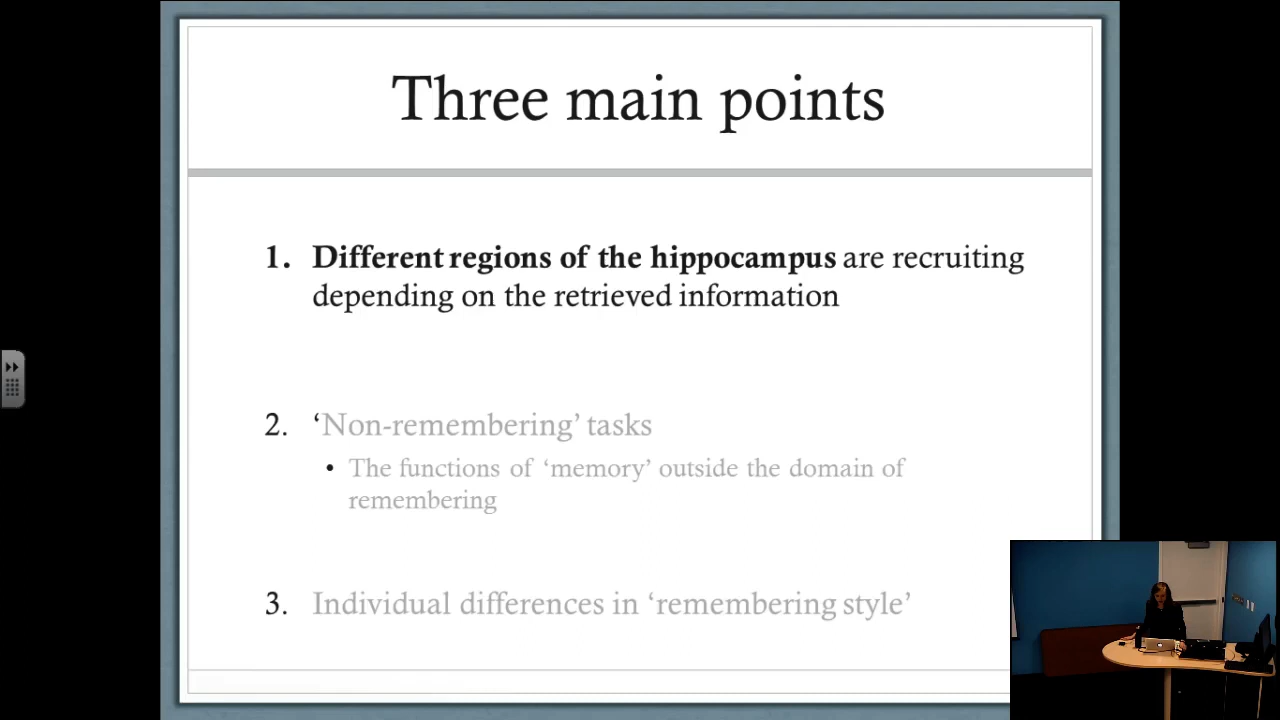 Three main points
1. Different regions of the hippocampus are recruiting
depending on the retrieved information
2. ‘Non-remembering’ tasks
• The functions of ‘memory’ outside the domain of
remembering
3. Individual differences in ‘remembering style’